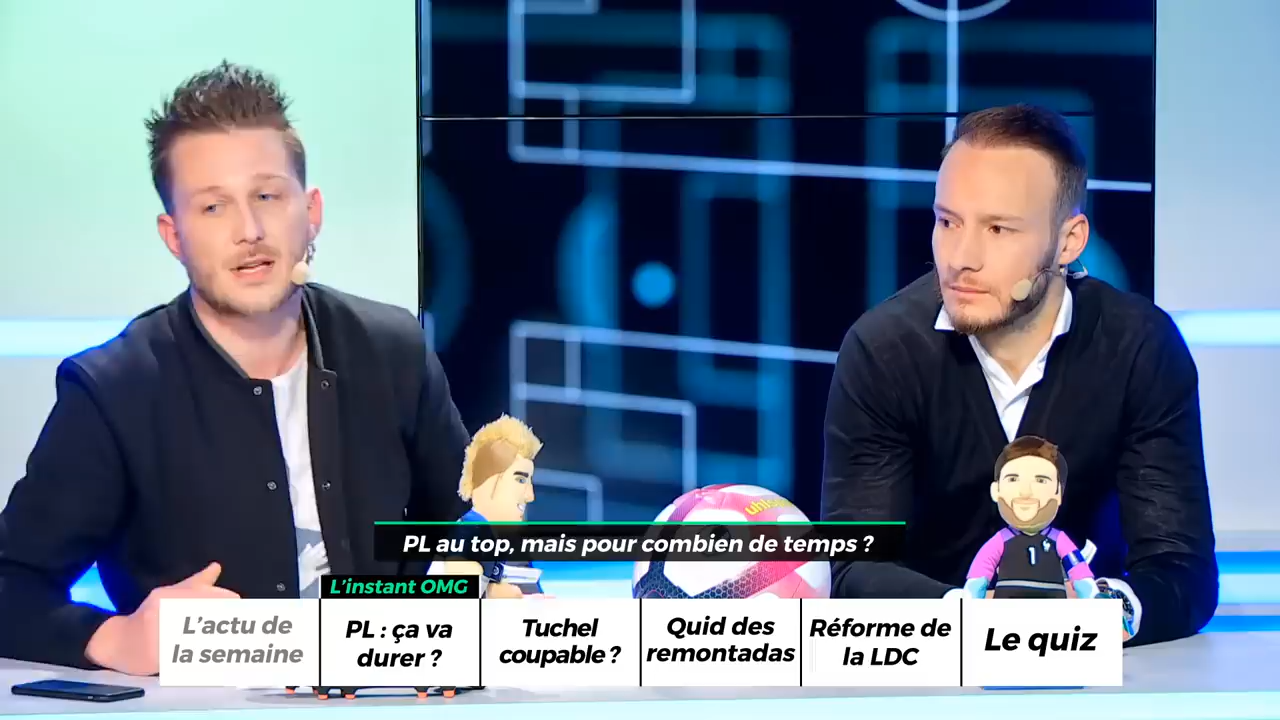 uhlsport
1
PL au top, mais pour combien de temps ?
L'instant OMG
L'actu de
la semaine
PL : ça va
durer ?
Tuchel
coupable ?
Quid des
remontadas
Réforme de
la LDC
Le quiz